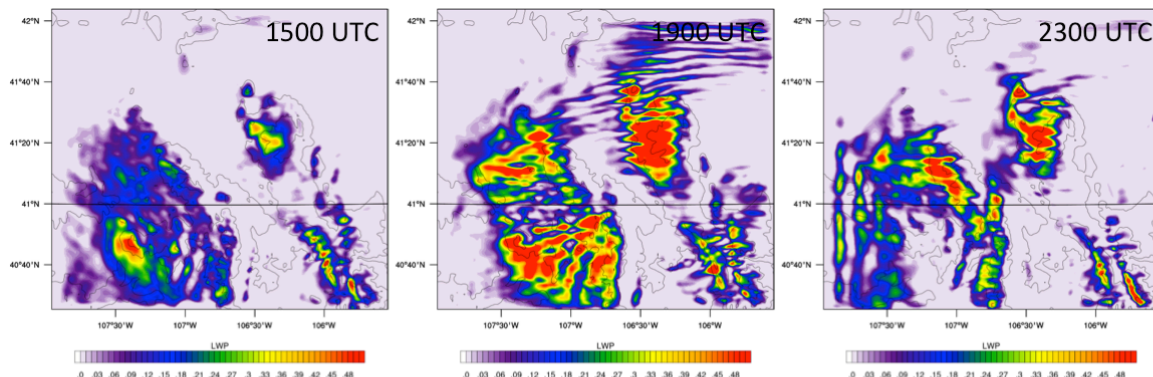 1500 UTC
42°N
41°40'N
41°20'N
41°N
40°40'N
107°30'W 107°W 106°30'W 106°W
LWP
.0 .03 .06 .09 .12 .15 .18 .21 .24 .27 .3 .33 .36 .39 .42 .45 .48
1900 UTC
42°N
41°40'N
41°20'N
41°N
40°40'N
107°30'W 107°W 106°30'W 106°W
LWP
.0 .03 .06 .09 .12 .15 .18 .21 .24 .27 .3 .33 .36 .39 .42 .45 .48
2300 UTC
42°N
41°40'N
41°20'N
41°N
40°40'N
107°30'W 107°W 106°30'W 106°W
LWP
.0 .03 .06 .09 .12 .15 .18 .21 .24 .27 .3 .33 .36 .39 .42 .45 .48